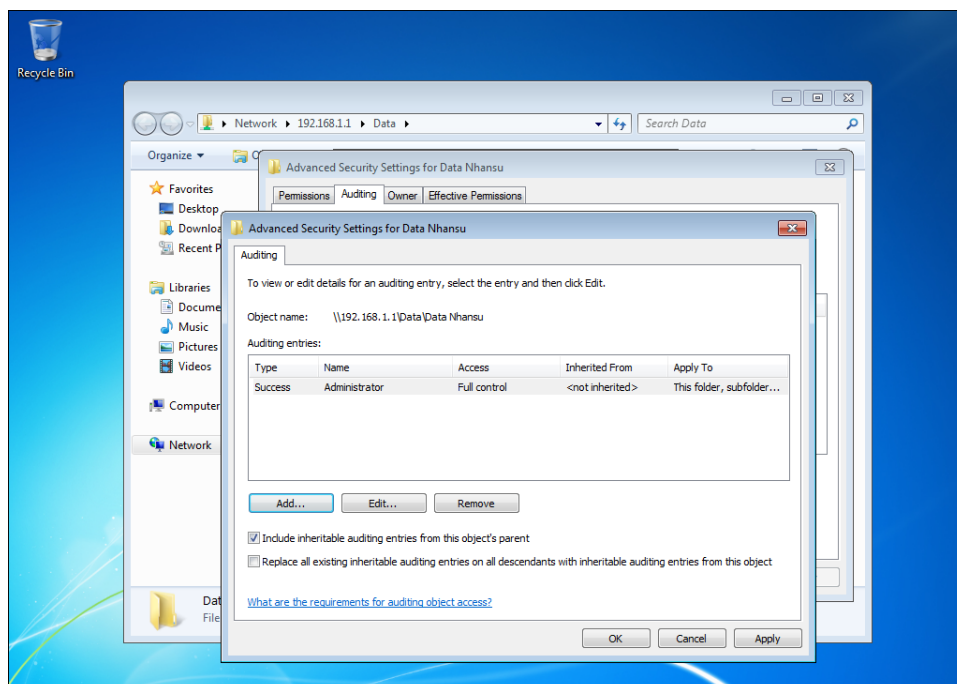 Recycle Bin
Network 192.168.1.1 Data
Search Data
Organize
Advanced Security Settings for Data Nhansu
Permissions Auditing Owner Effective Permissions
Favorites
Desktop
Recent
Libraries
Music
Pictures
Videos
Computer
Network
Advanced Security Settings for Data Nhansu
Auditing
To view or edit details for an auditing entry, select the entry and then click Edit.
Object name: \\192.168.1.1\Data\Data Nhansu
Auditing entries:
Type Name Access Inherited From Apply To
Success Administrator Full control <not inherited> This folder, subfolder...
Add... Edit... Remove
Include inheritable auditing entries from this object's parent
Replace all existing inheritable auditing entries on all descendants with inheritable auditing entries from this object
What are the requirements for auditing object access?
OK Cancel Apply
File